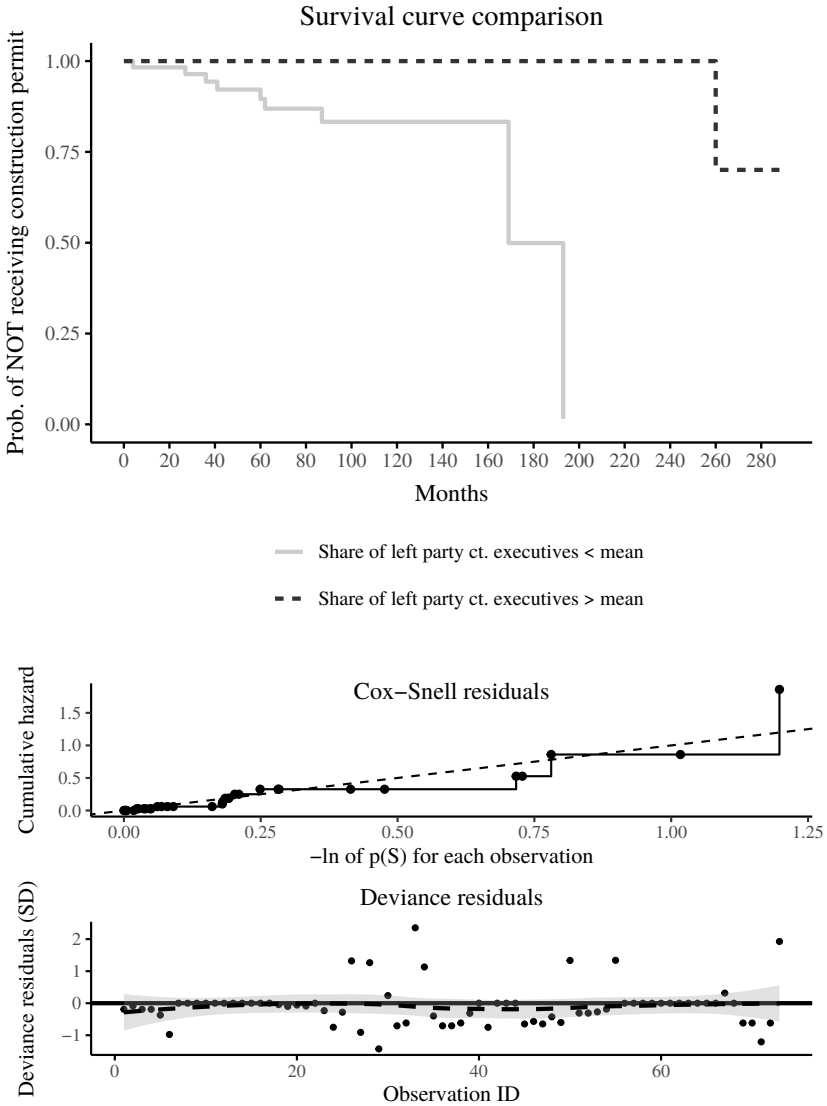 Survival curve comparison
Prob. of NOT receiving construction permit
1.00
0.75
0.50
0.25
0.00
0 20 40 60 80 100 120 140 160 180 200 220 240 260 280
Months
Share of left party ct. executives < mean
Share of left party ct. executives > mean
Cox−Snell residuals
Cumulative hazard
1.5
1.0
0.5
0.0
0.00 0.25 0.50 0.75 1.00 1.25
−ln of p(S) for each observation
Deviance residuals
Deviance residuals (SD)
2
1
0
−1
0 20 40 60
Observation ID